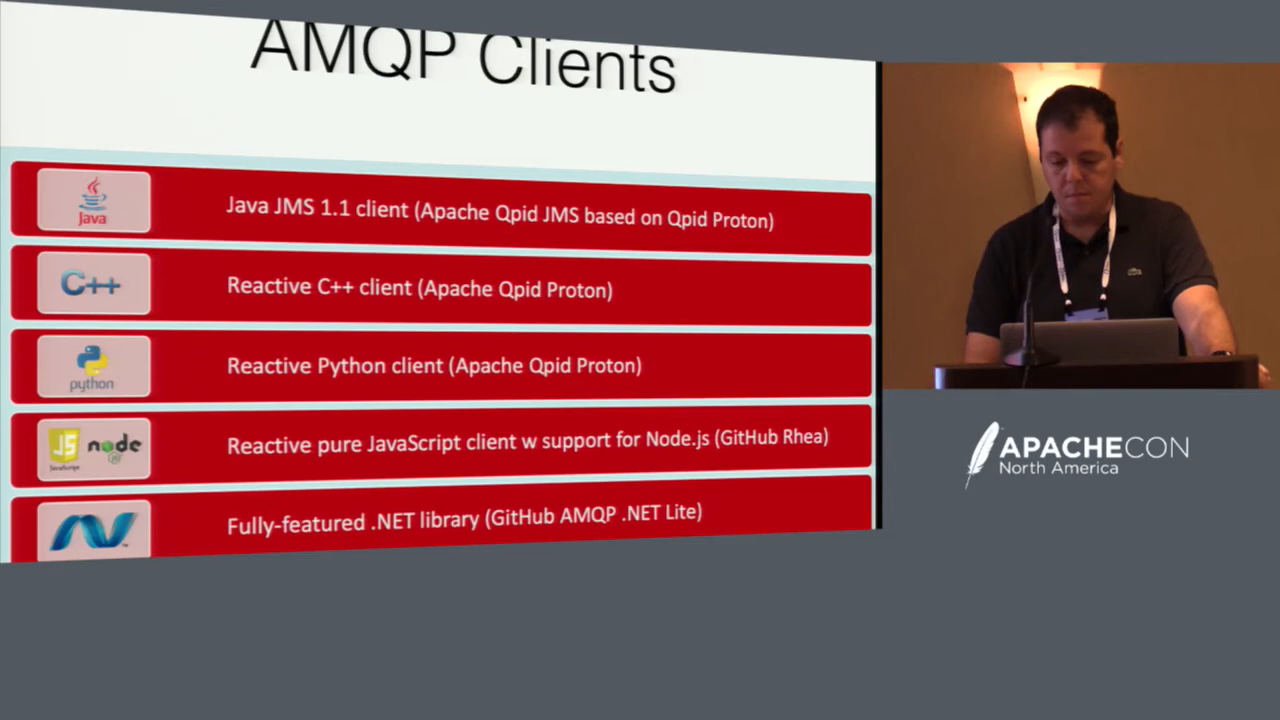 AMQP Clients
Java
Java JMS 1.1 client (Apache Qpid JMS based on Qpid Proton)
C++
Reactive C++ client (Apache Qpid Proton)
python
Reactive Python client (Apache Qpid Proton)
JS
JavaScript
node
JS
Reactive pure JavaScript client w support for Node.js (GitHub Rhea)
Fully-featured .NET library (GitHub AMQP .NET Lite)
APACHECON
North America